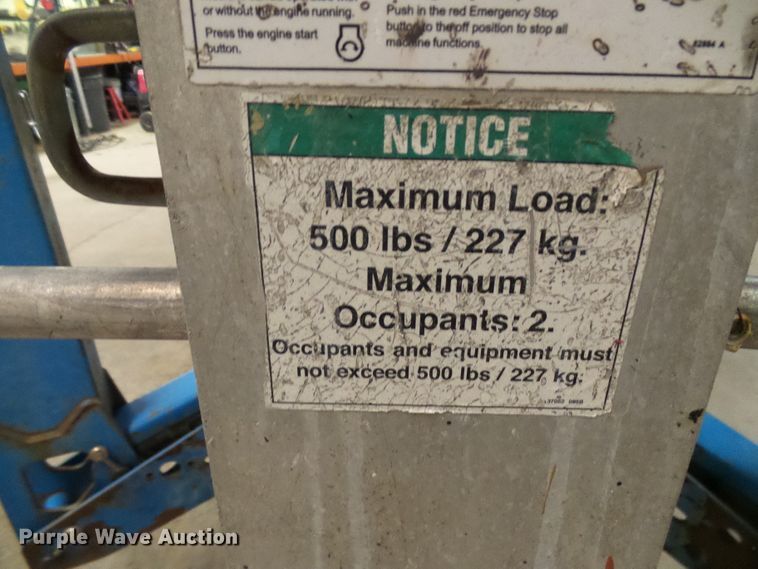 or without the engine running.
Press the engine start
button.
Push in the red Emergency Stop
button to the off position to stop all
machine functions.
82884 A
NOTICE
Maximum Load:
500 lbs / 227 kg.
Maximum
Occupants: 2.
Occupants and equipment must
not exceed 500 lbs / 227 kg.
Purple Wave Auction